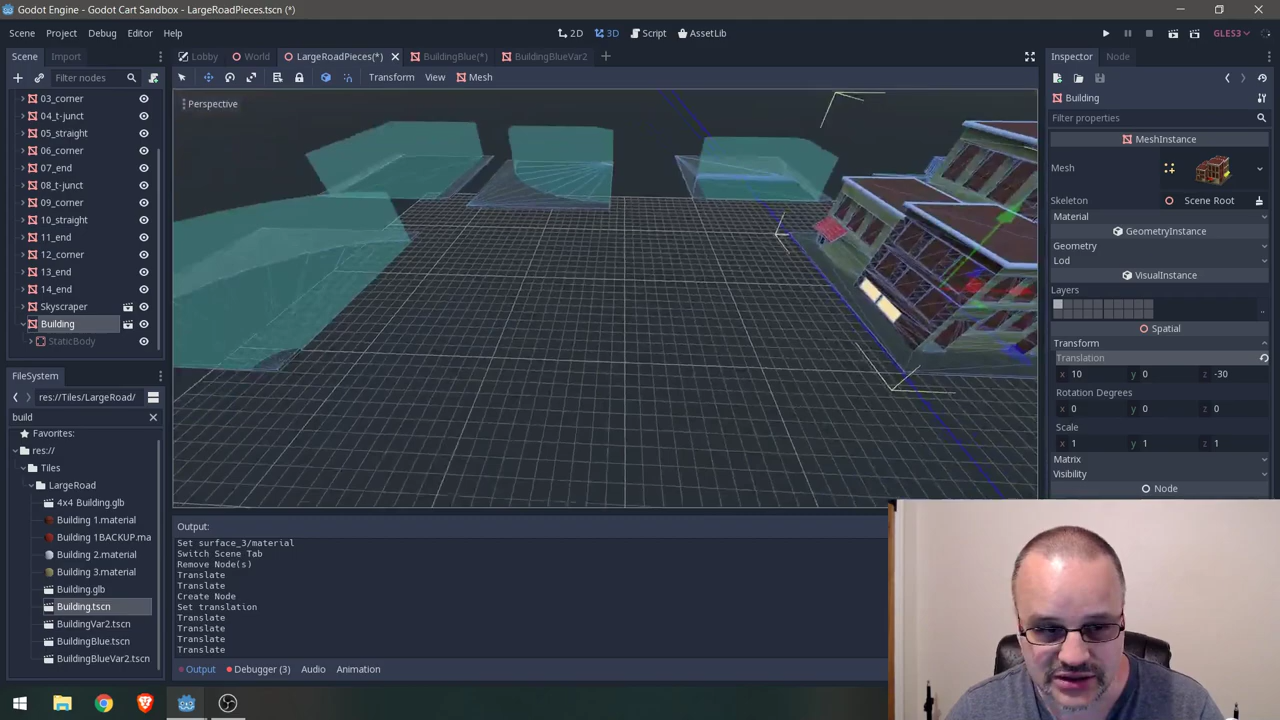 Godot Engine - Godot Cart Sandbox - LargeRoadPieces.tscn (*)
Scene Project Debug Editor Help
2D 3D Script AssetLib
GLES3
Scene Import
Lobby World LargeRoadPieces(*) BuildingBlue(*) BuildingBlueVar2
Inspector Node
Filter nodes
Transform View Mesh
Perspective
Building
Filter properties
03_corner
04_t-junct
05_straight
06_corner
07_end
08_t-junct
09_corner
10_straight
11_end
12_corner
13_end
14_end
Skyscraper
Building
StaticBody
MeshInstance
Mesh
Skeleton Scene Root
Material
GeometryInstance
Geometry
Lod
VisualInstance
Layers
Spatial
Transform
Translation
x 10 y 0 z -30
Rotation Degrees
x 0 y 0 z 0
Scale
x 1 y 1 z 1
Matrix
Visibility
Node
FileSystem
res://Tiles/LargeRoad/
build
Favorites:
res://
Tiles
LargeRoad
4x4 Building.glb
Building 1.material
Building 1BACKUP.ma
Building 2.material
Building 3.material
Building.glb
Building.tscn
BuildingVar2.tscn
BuildingBlue.tscn
BuildingBlueVar2.tscn
Output:
Set surface_3/material
Switch Scene Tab
Remove Node(s)
Translate
Translate
Create Node
Set translation
Translate
Translate
Translate
Translate
Output Debugger (3) Audio Animation